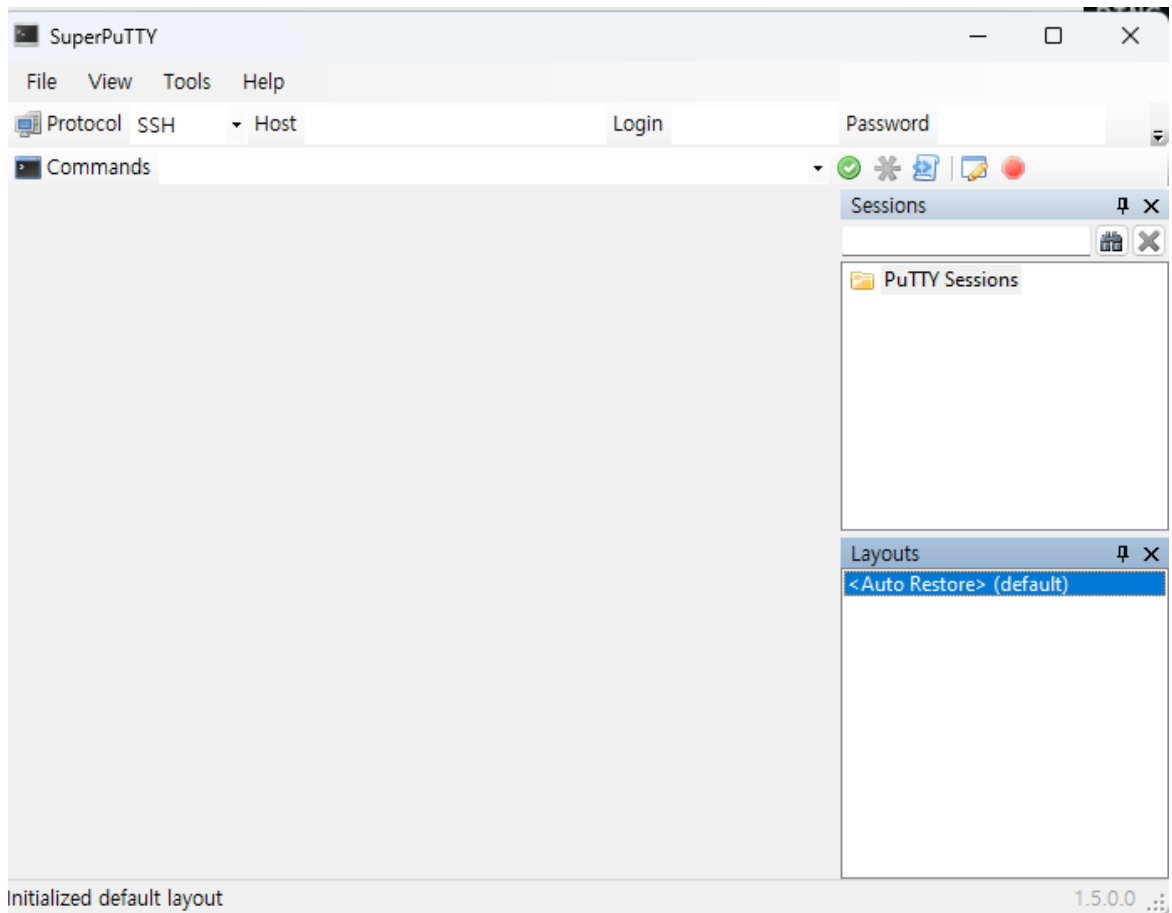 SuperPuTTY
File View Tools Help
Protocol SSH Host Login Password
Commands
Sessions
PuTTY Sessions
Layouts
<Auto Restore> (default)
Initialized default layout 1.5.0.0